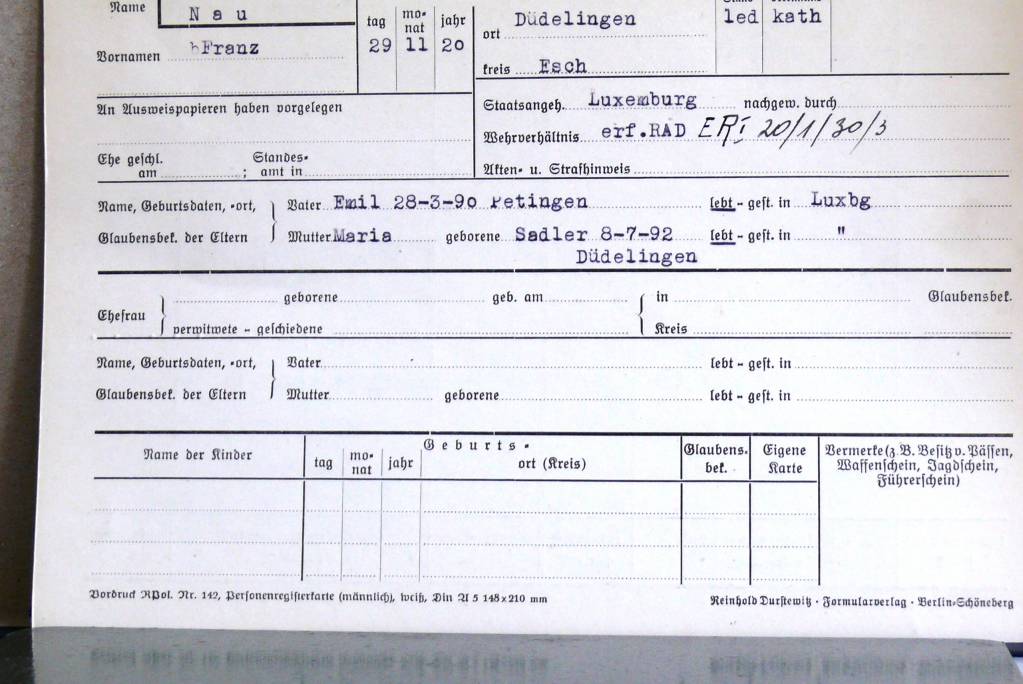 Name Nau
tag mo-nat jahr
Düdelingen
ort
led kath
Vornamen Franz 29 11 20
kreis Esch
An Ausweispapieren haben vorgelegen
Staatsangeh. Luxemburg nachgew. durch
Wehrverhältnis erf.RAD 20/1/30/3
Ehe geschl. am ; Standes-amt in
Akten- u. Strafhinweis
Name, Geburtsdaten, -ort, Vater Emil 28-3-90 Petingen lebt - gest. in Luxbg
Glaubensbek. der Eltern Mutter Maria geborene Sadler 8-7-92 lebt - gest. in "
Düdelingen
Ehefrau
geborene geb. am in Glaubensbek.
verwitwete - geschiedene Kreis
Name, Geburtsdaten, -ort, Vater lebt - gest. in
Glaubensbek. der Eltern Mutter geborene lebt - gest. in
Name der Kinder
Geburts-
tag mo-nat jahr ort (Kreis)
Glaubens-
bek.
Eigene
Karte
Vermerke (z. B. Besitz v. Pässen,
Waffenschein, Jagdschein,
Führerschein)
Vordruck RPol. Nr. 142, Personenregisterkarte (männlich), weiß, Din A 5 148x210 mm
Reinhold Durstewitz · Formularverlag · Berlin-Schöneberg